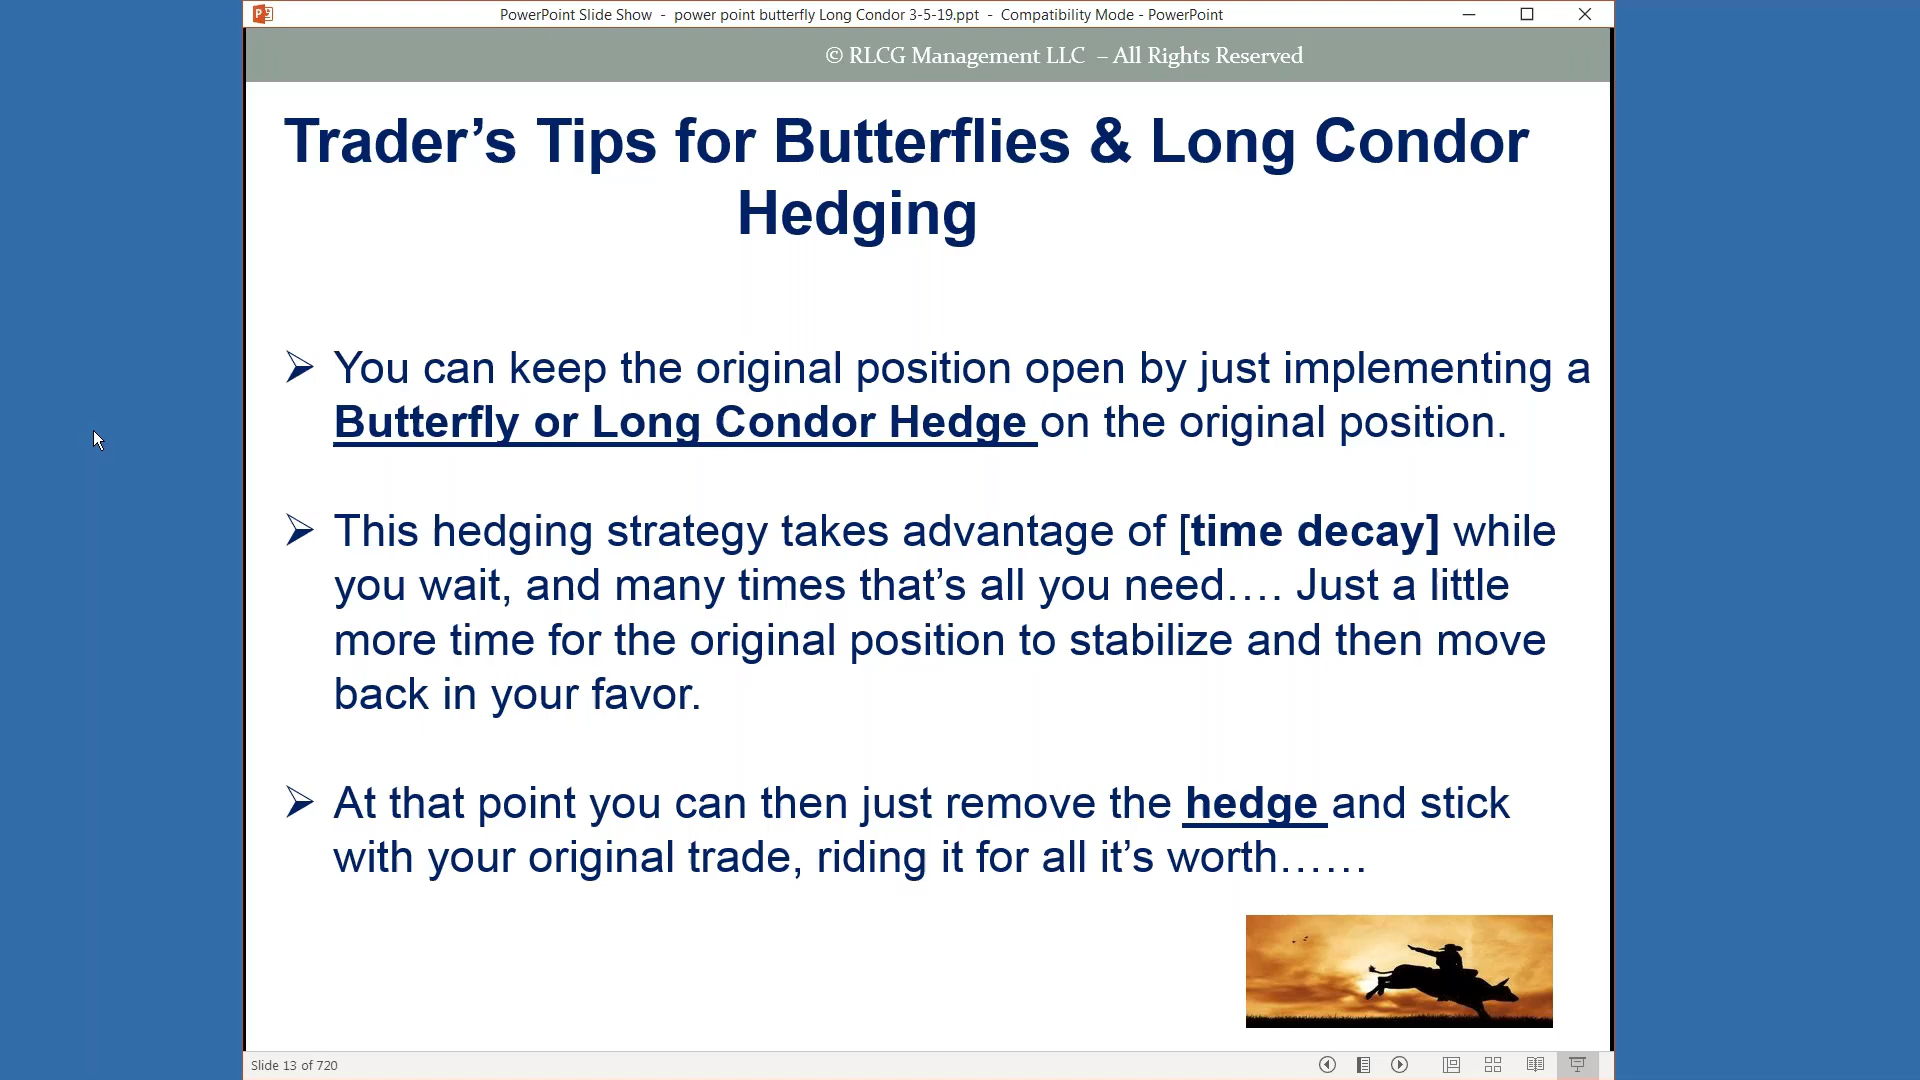 PowerPoint Slide Show - power point butterfly Long Condor 3-5-19.ppt - Compatibility Mode - PowerPoint
© RLCG Management LLC – All Rights Reserved
Trader’s Tips for Butterflies & Long Condor
Hedging
➢ You can keep the original position open by just implementing a
Butterfly or Long Condor Hedge on the original position.
➢ This hedging strategy takes advantage of [time decay] while
you wait, and many times that’s all you need…. Just a little
more time for the original position to stabilize and then move
back in your favor.
➢ At that point you can then just remove the hedge and stick
with your original trade, riding it for all it’s worth……
Slide 13 of 720